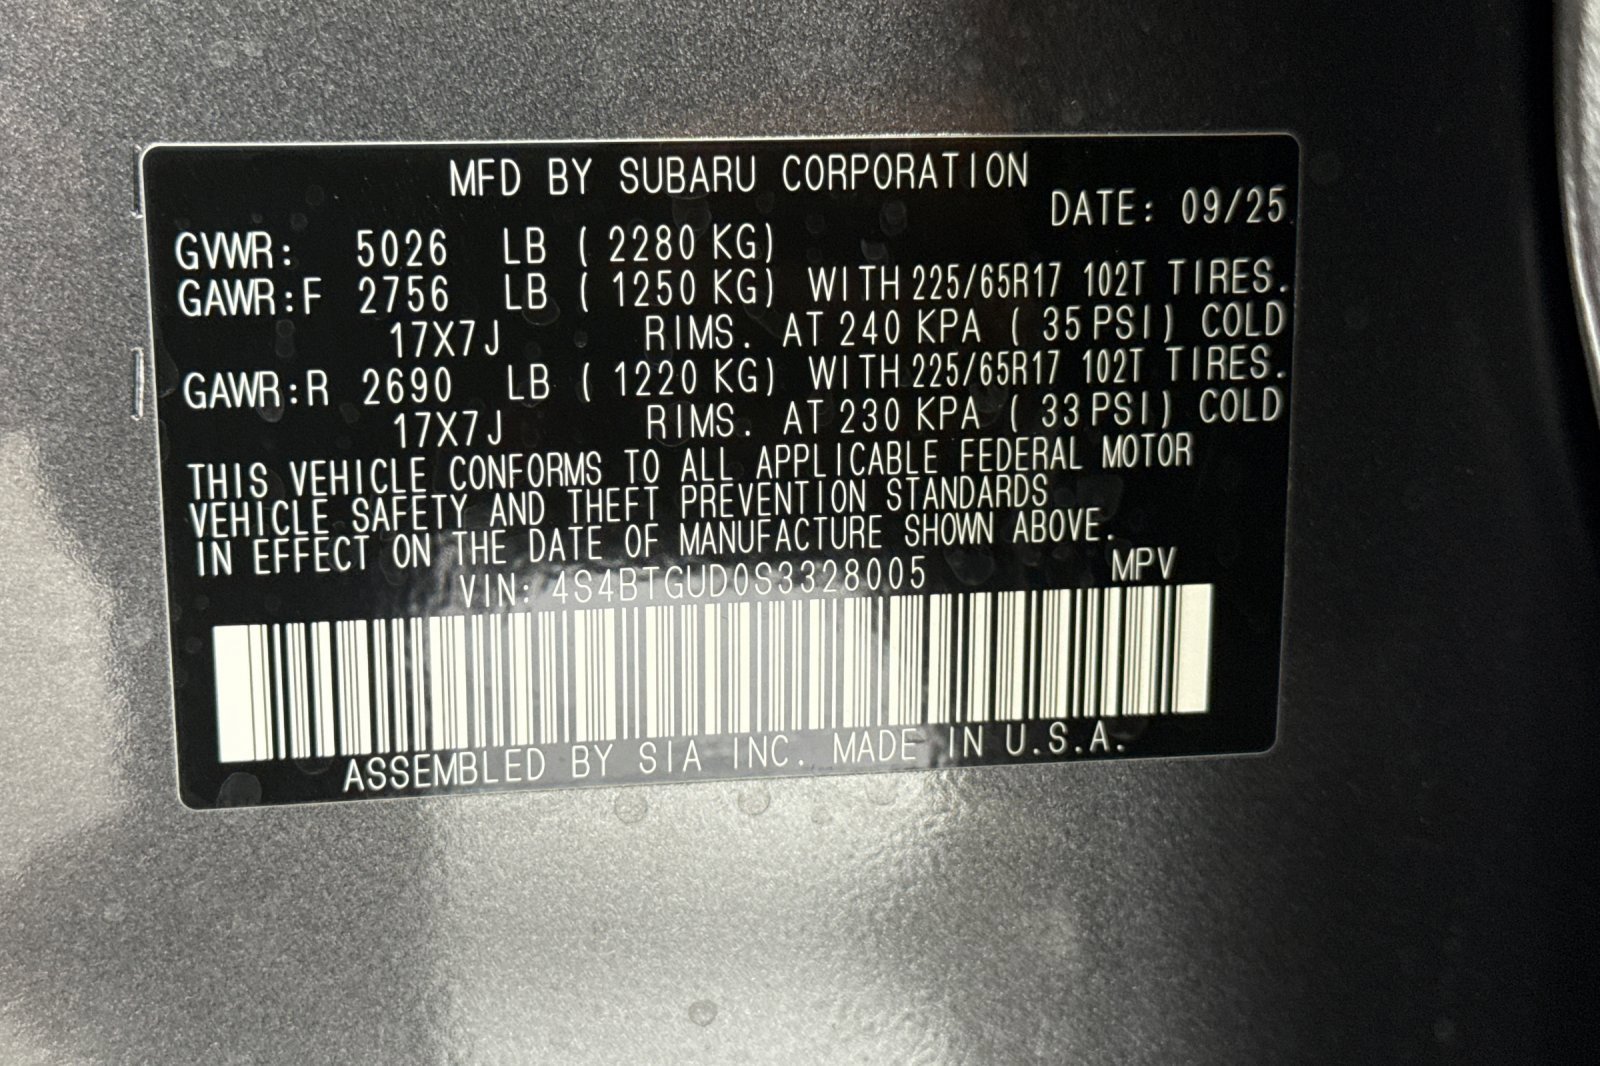 MFD BY SUBARU CORPORATION
DATE: 09/25
GVWR: 5026 LB ( 2280 KG)
GAWR:F 2756 LB ( 1250 KG) WITH 225/65R17 102T TIRES.
17X7J RIMS. AT 240 KPA ( 35 PSI) COLD
GAWR:R 2690 LB ( 1220 KG) WITH 225/65R17 102T TIRES.
17X7J RIMS. AT 230 KPA ( 33 PSI) COLD
THIS VEHICLE CONFORMS TO ALL APPLICABLE FEDERAL MOTOR
VEHICLE SAFETY AND THEFT PREVENTION STANDARDS
IN EFFECT ON THE DATE OF MANUFACTURE SHOWN ABOVE.
VIN: 4S4BTGUD0S3328005 MPV
ASSEMBLED BY SIA INC. MADE IN U.S.A.